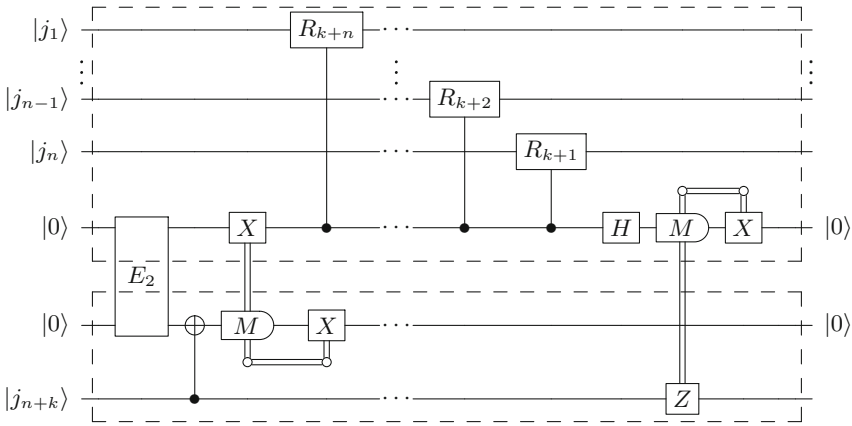 |j₁⟩ R_{k+n} ···
⋮ ⋮ ⋮
|j_{n−1}⟩ ··· R_{k+2}
|j_n⟩ ··· R_{k+1}
|0⟩ X ··· H M X |0⟩
E₂
|0⟩ M X ··· |0⟩
|j_{n+k}⟩ ··· Z